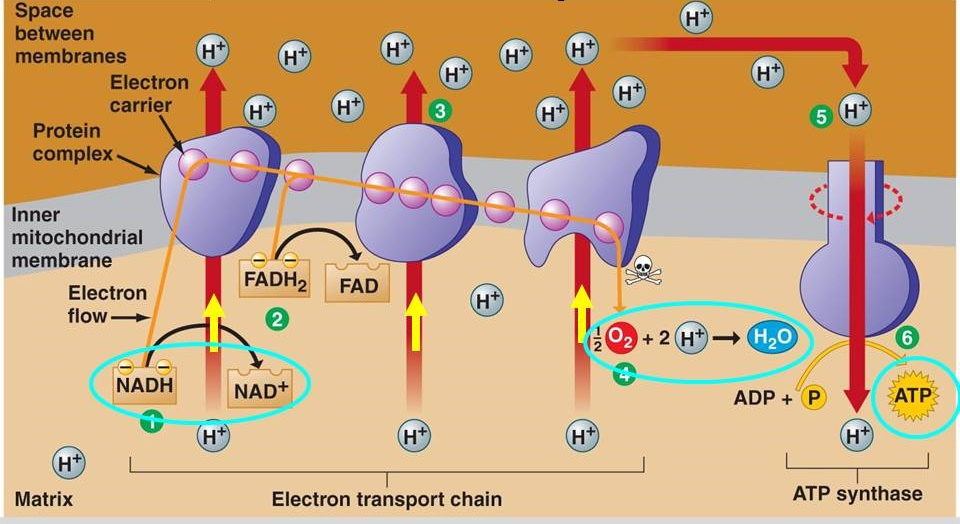 Space
between
membranes
H+
H+
H+
H+
H+
H+
H+
H+
H+
H+
H+
H+
H+
Electron
carrier
Protein
complex
3
5
Inner
mitochondrial
membrane
Electron
flow
FADH2
FAD
2
H+
1/2 O2 + 2 H+ → H2O
6
4
NADH
NAD+
1
ADP + P
ATP
H+
H+
H+
H+
H+
Matrix
Electron transport chain
ATP synthase